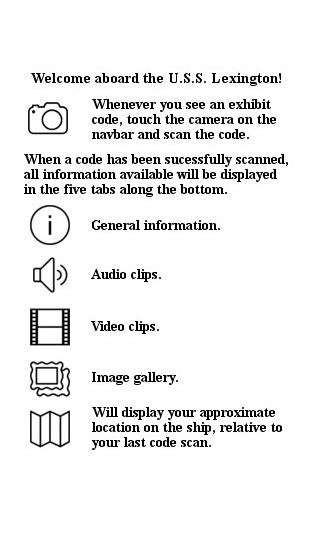 Welcome aboard the U.S.S. Lexington!
Whenever you see an exhibit
code, touch the camera on the
navbar and scan the code.
When a code has been sucessfully scanned,
all information available will be displayed
in the five tabs along the bottom.
i
General information.
Audio clips.
Video clips.
Image gallery.
Will display your approximate
location on the ship, relative to
your last code scan.